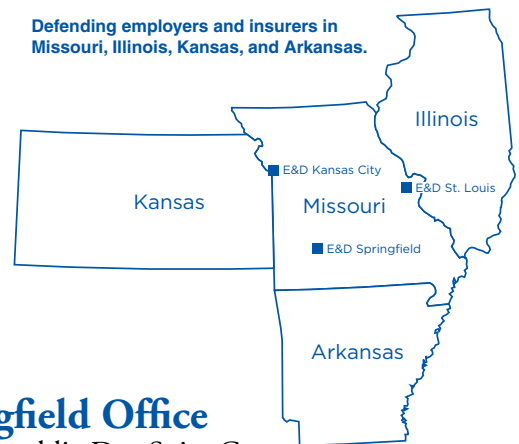 Defending employers and insurers in
Missouri, Illinois, Kansas, and Arkansas.
Illinois
E&D Kansas City
E&D St. Louis
Kansas
Missouri
E&D Springfield
Arkansas
gfield Office